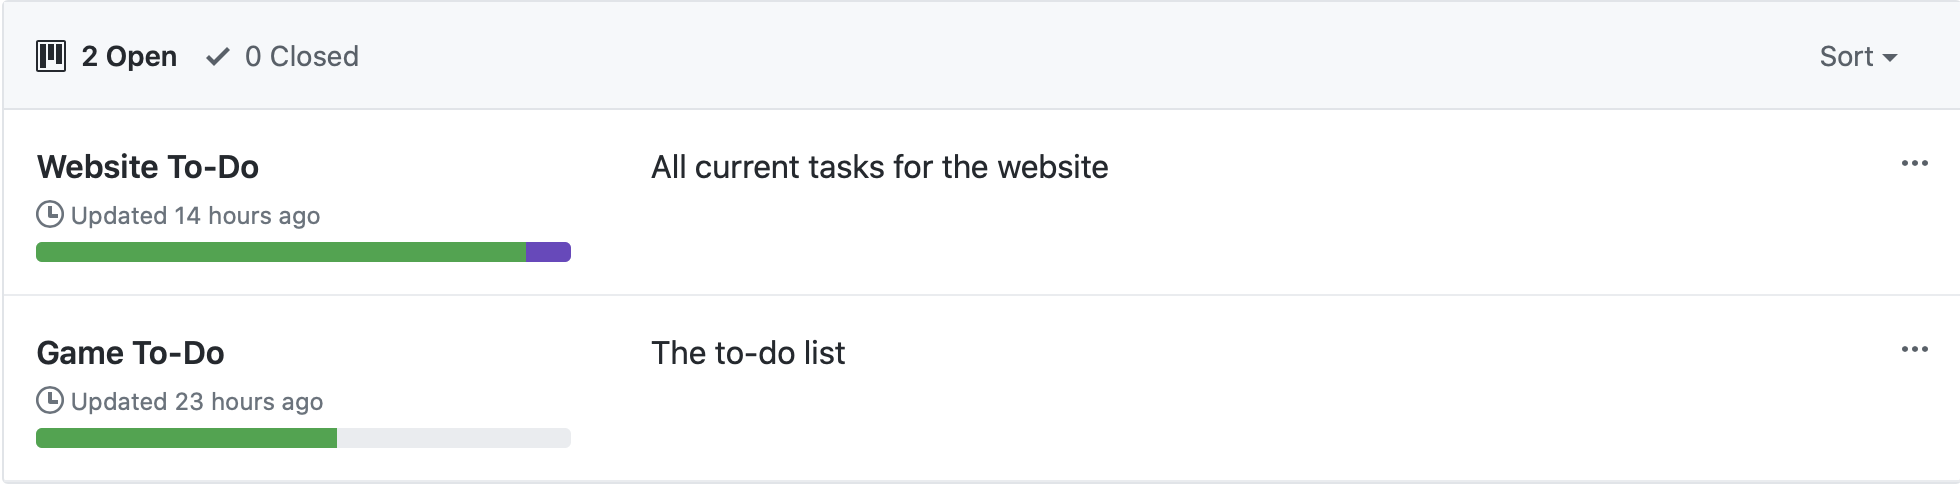 2 Open 0 Closed Sort
Website To-Do All current tasks for the website
Updated 14 hours ago
Game To-Do The to-do list
Updated 23 hours ago